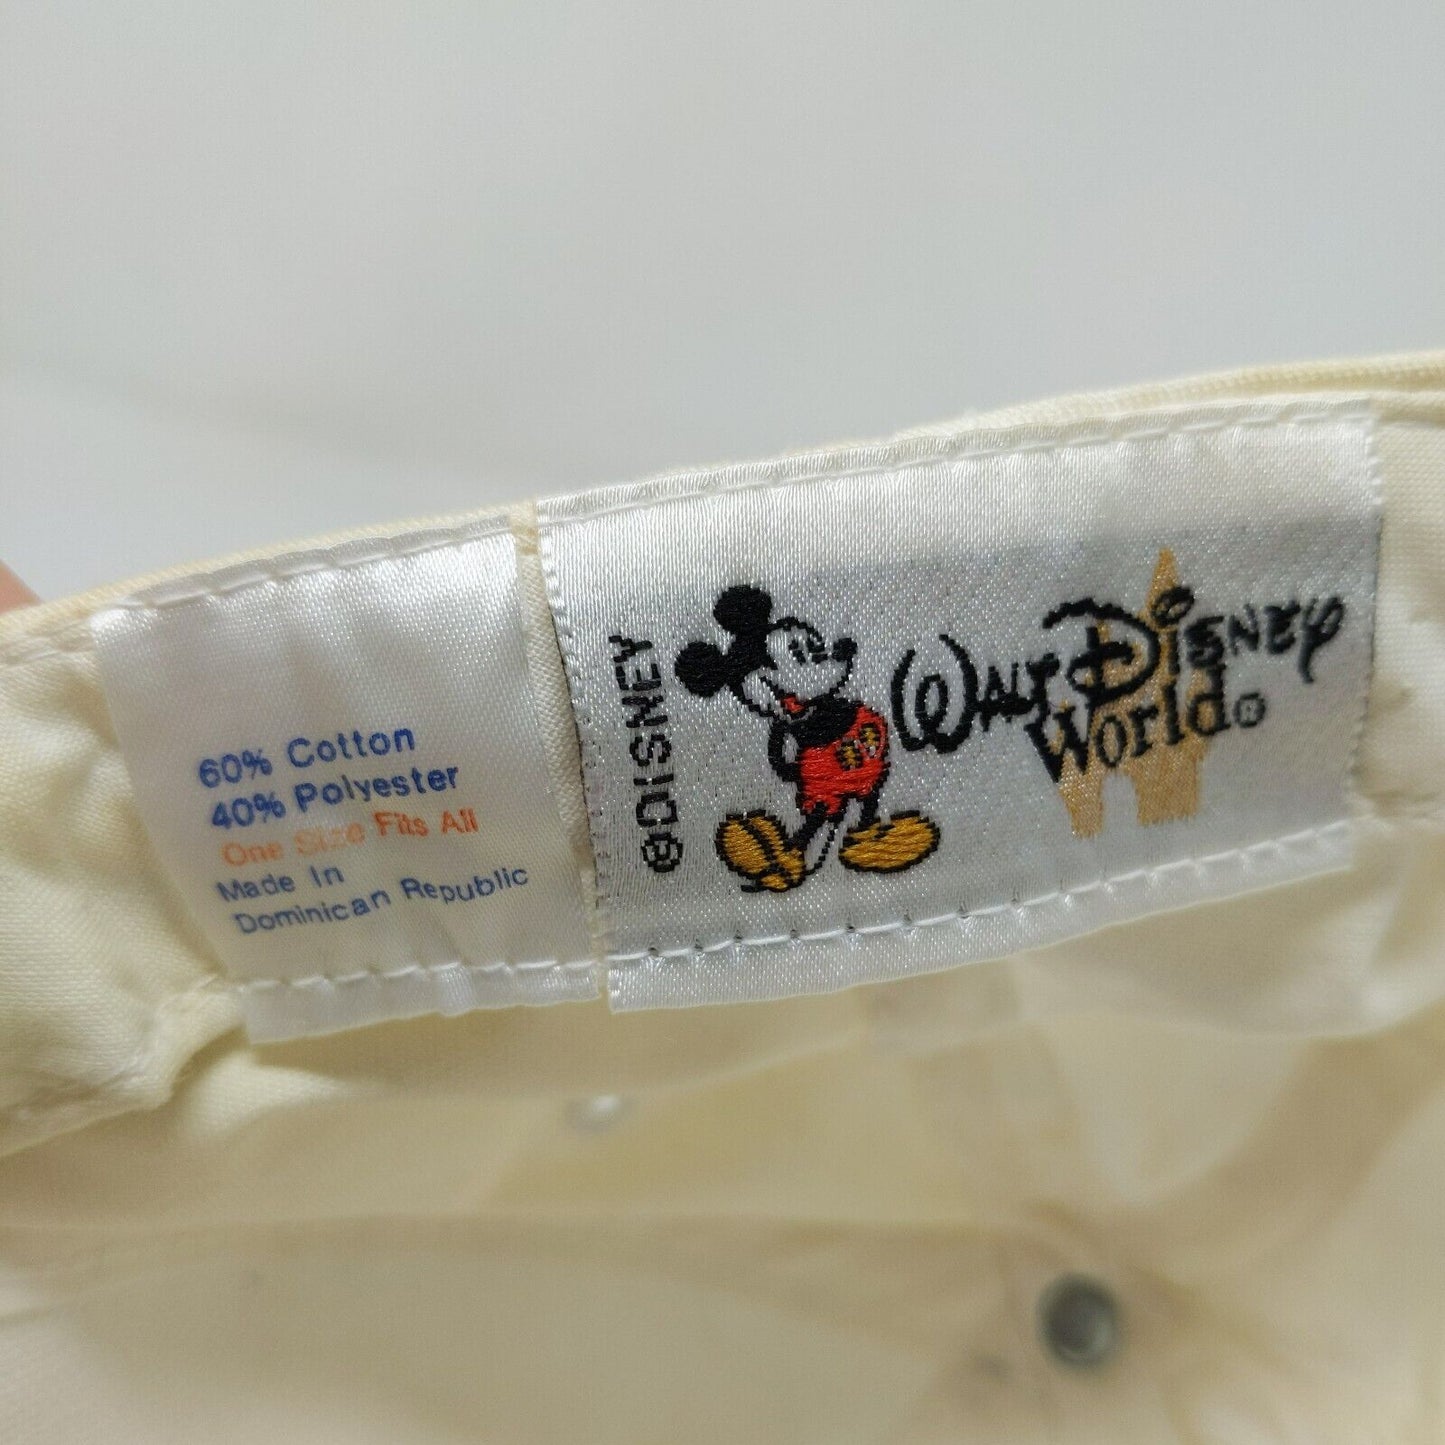 60% Cotton
40% Polyester
One Size Fits All
Made In
Dominican Republic
©DISNEY
WALT DISNEY
World®